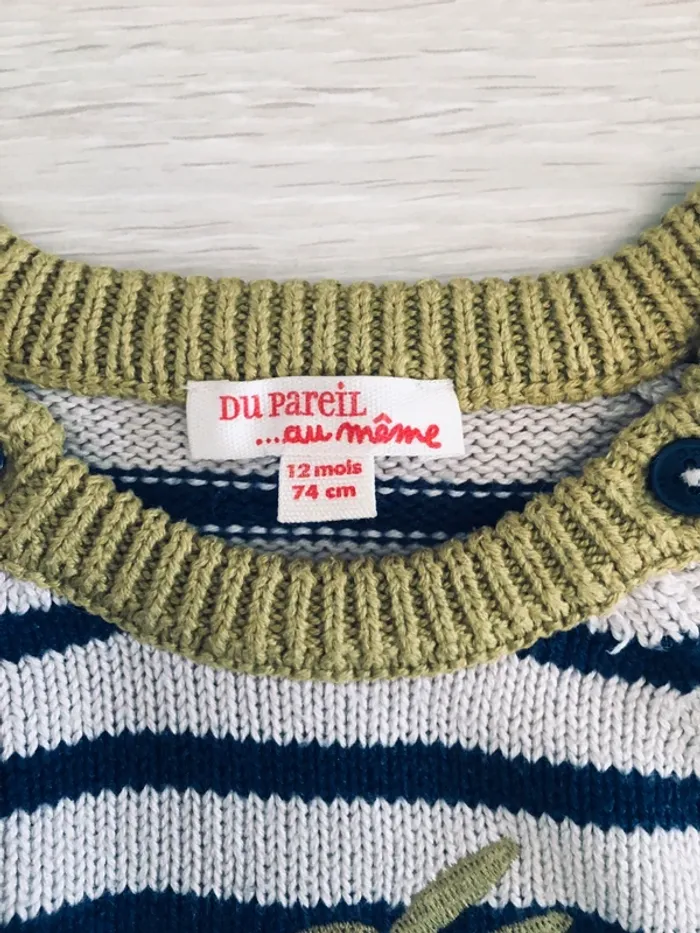 DU PAREIL
...au même
12 mois
74 cm